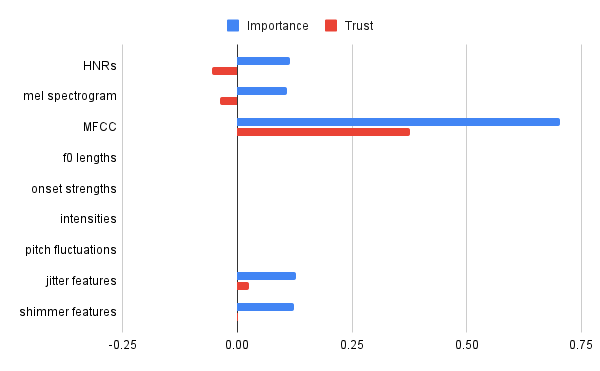 Importance Trust
HNRs
mel spectrogram
MFCC
f0 lengths
onset strengths
intensities
pitch fluctuations
jitter features
shimmer features
-0.25 0.00 0.25 0.50 0.75